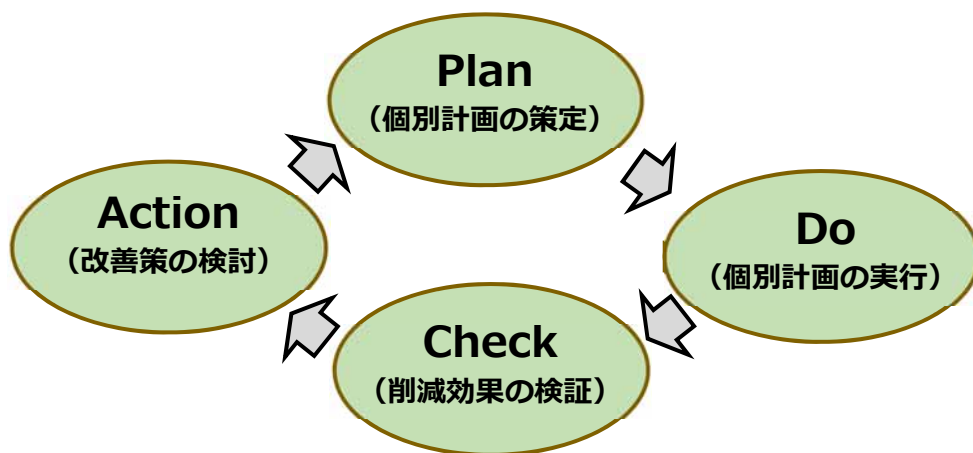 Plan
（個別計画の策定）
Do
（個別計画の実行）
Check
（削減効果の検証）
Action
（改善策の検討）